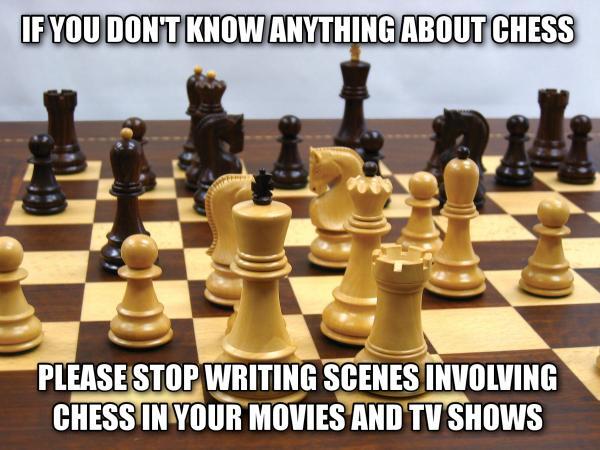 IF YOU DON'T KNOW ANYTHING ABOUT CHESS
PLEASE STOP WRITING SCENES INVOLVING
CHESS IN YOUR MOVIES AND TV SHOWS